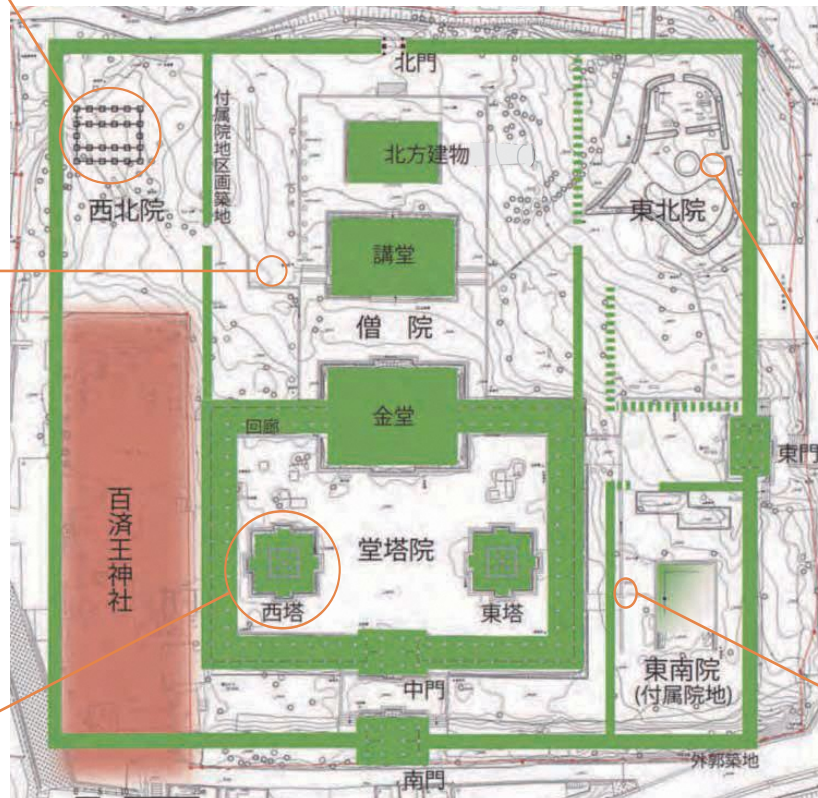 北門
付属院地区画築地
北方建物
西北院
東北院
講堂
僧 院
金堂
回廊
東門
百済王神社
堂塔院
西塔
東塔
東南院
(付属院地)
中門
外郭築地
南門